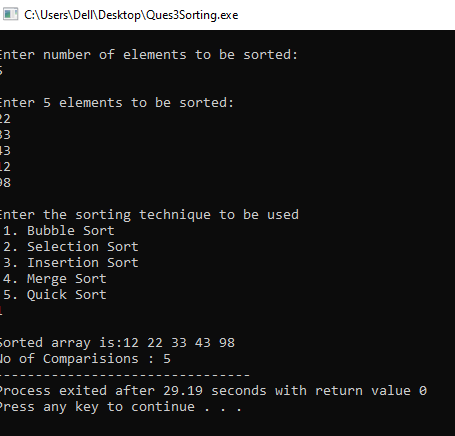 C:\Users\Dell\Desktop\Ques3Sorting.exe
Enter number of elements to be sorted:
5
Enter 5 elements to be sorted:
22
33
43
12
98
Enter the sorting technique to be used
1. Bubble Sort
2. Selection Sort
3. Insertion Sort
4. Merge Sort
5. Quick Sort
1
Sorted array is:12 22 33 43 98
No of Comparisions : 5
--------------------------------
Process exited after 29.19 seconds with return value 0
Press any key to continue . . .